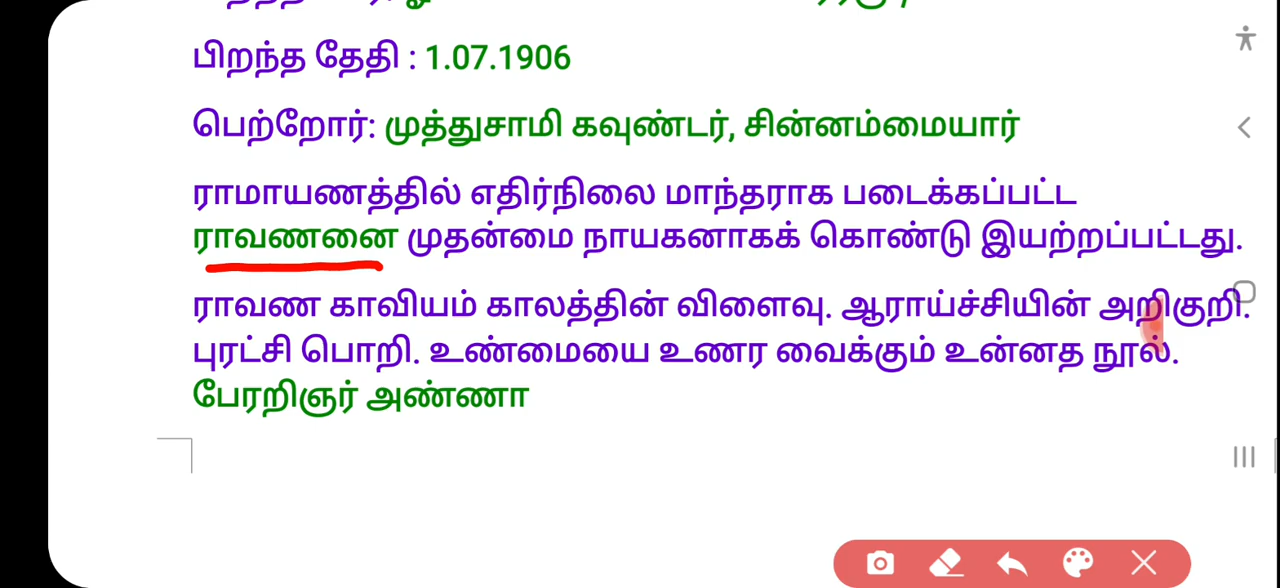 பிறந்த தேதி : 1.07.1906
பெற்றோர்: முத்துசாமி கவுண்டர், சின்னம்மையார்
ராமாயணத்தில் எதிர்நிலை மாந்தராக படைக்கப்பட்ட
ராவணனை முதன்மை நாயகனாகக் கொண்டு இயற்றப்பட்டது.
ராவண காவியம் காலத்தின் விளைவு. ஆராய்ச்சியின் அறிகுறி.
புரட்சி பொறி. உண்மையை உணர வைக்கும் உன்னத நூல்.
பேரறிஞர் அண்ணா